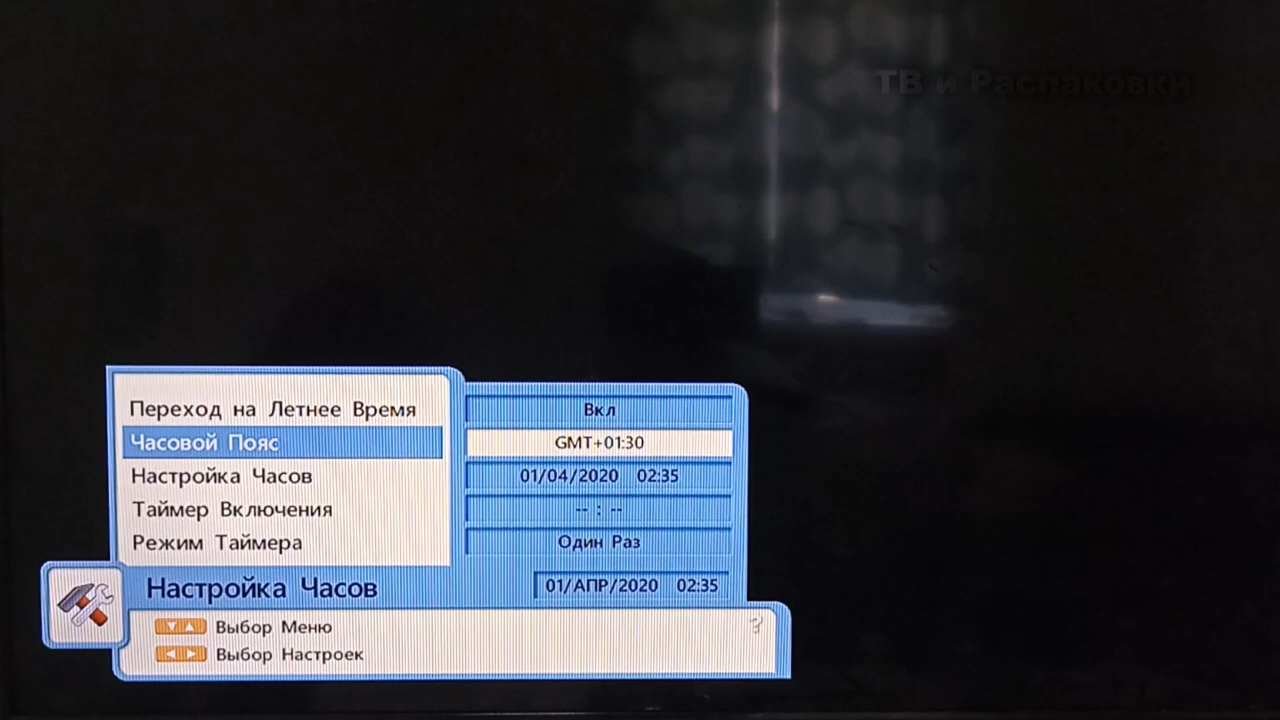 ТВ и Распаковки
Переход на Летнее Время Вкл
Часовой Пояс GMT+01:30
Настройка Часов 01/04/2020 02:35
Таймер Включения -- : --
Режим Таймера Один Раз
Настройка Часов 01/АПР/2020 02:35
Выбор Меню ?
Выбор Настроек